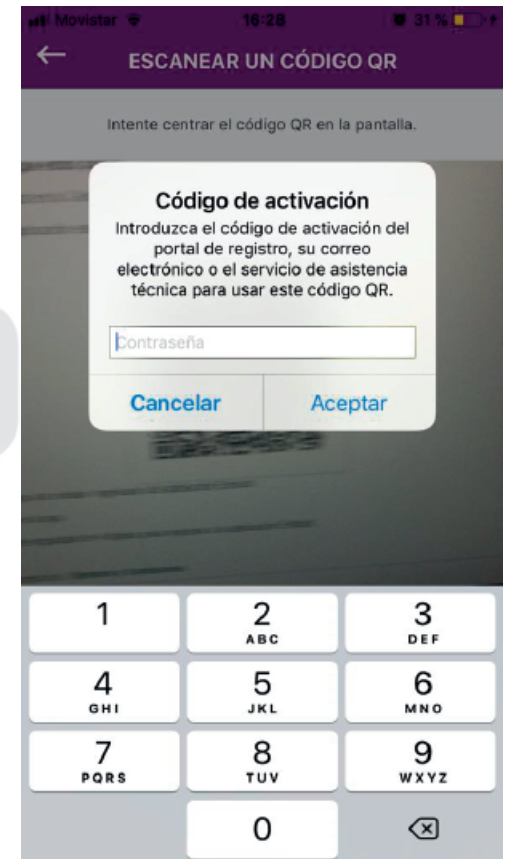 Movistar 16:28 31 %
ESCANEAR UN CÓDIGO QR
Intente centrar el código QR en la pantalla.
Código de activación
Introduzca el código de activación del
portal de registro, su correo
electrónico o el servicio de asistencia
técnica para usar este código QR.
Contraseña
Cancelar Aceptar
1 2 3
ABC DEF
4 5 6
GHI JKL MNO
7 8 9
PQRS TUV WXYZ
0